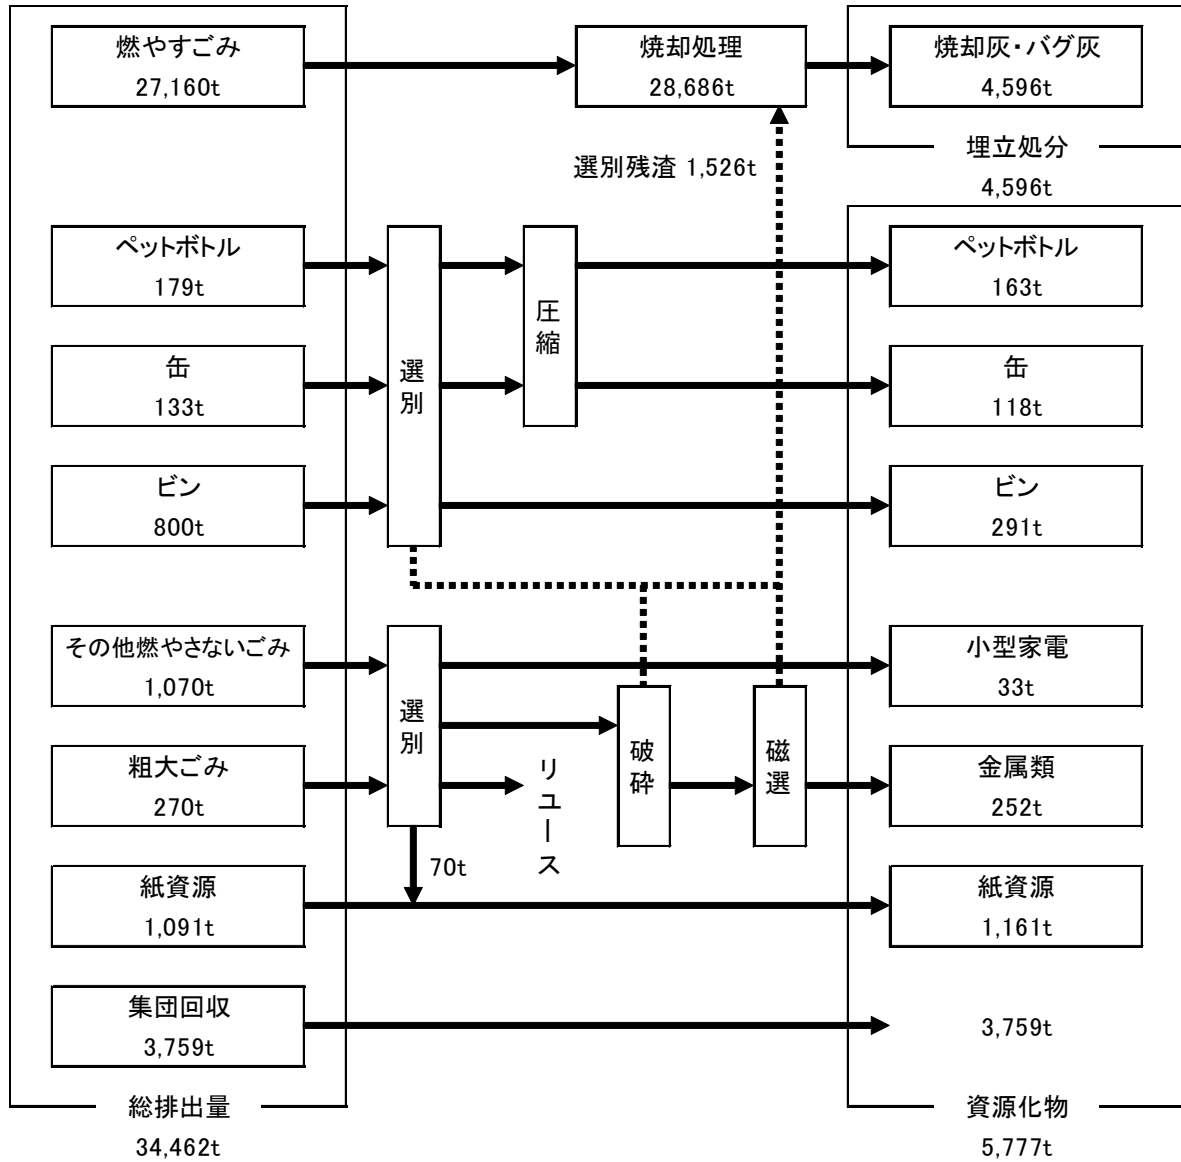 燃やすごみ
27,160t
焼却処理
28,686t
焼却灰・バグ灰
4,596t
埋立処分
4,596t
選別残渣 1,526t
ペットボトル
179t
選別
圧縮
ペットボトル
163t
缶
133t
缶
118t
ビン
800t
ビン
291t
その他燃やさないごみ
1,070t
選別
小型家電
33t
破砕
磁選
リユース
粗大ごみ
270t
金属類
252t
70t
紙資源
1,091t
紙資源
1,161t
集団回収
3,759t
3,759t
総排出量
34,462t
資源化物
5,777t